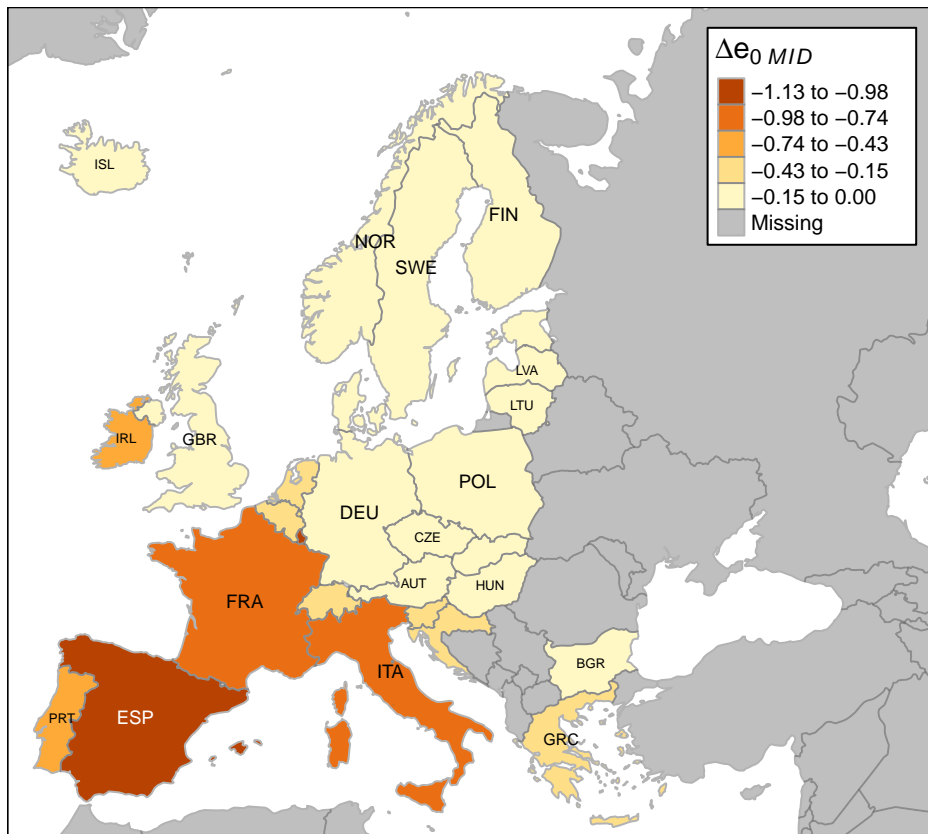 Δe0 MID
−1.13 to −0.98
−0.98 to −0.74
−0.74 to −0.43
−0.43 to −0.15
−0.15 to 0.00
Missing
ISL
FIN
NOR
SWE
LVA
LTU
IRL
GBR
POL
DEU
CZE
AUT
HUN
FRA
BGR
ITA
PRT
ESP
GRC